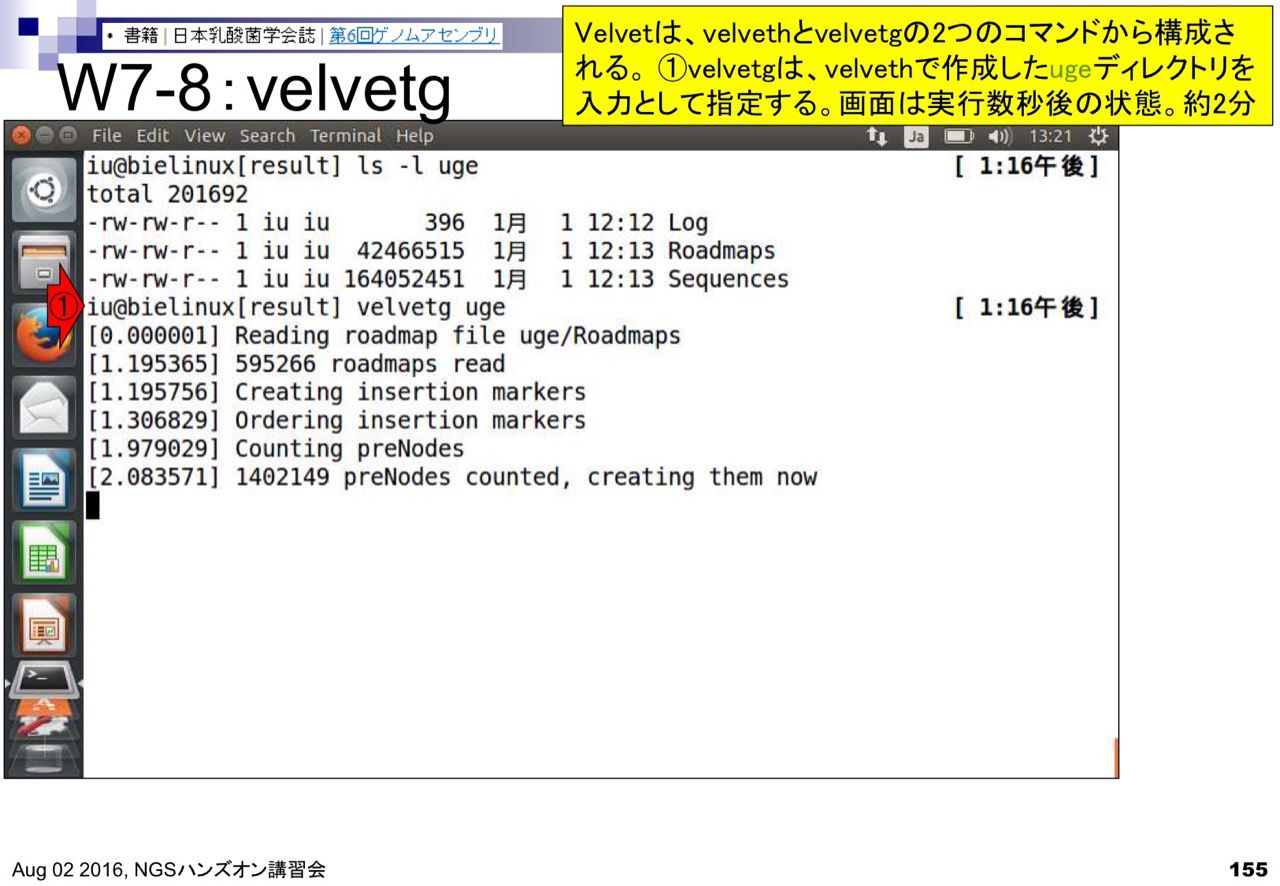 • 書籍 | 日本乳酸菌学会誌 | 第6回ゲノムアセンブリ
W7-8：velvetg
Velvetは、velvethとvelvetgの2つのコマンドから構成さ
れる。①velvetgは、velvethで作成したugeディレクトリを
入力として指定する。画面は実行数秒後の状態。約2分
File Edit View Search Terminal Help Ja 13:21
iu@bielinux[result] ls -l uge [ 1:16午後]
total 201692
-rw-rw-r-- 1 iu iu 396 1月 1 12:12 Log
-rw-rw-r-- 1 iu iu 42466515 1月 1 12:13 Roadmaps
-rw-rw-r-- 1 iu iu 164052451 1月 1 12:13 Sequences
① iu@bielinux[result] velvetg uge [ 1:16午後]
[0.000001] Reading roadmap file uge/Roadmaps
[1.195365] 595266 roadmaps read
[1.195756] Creating insertion markers
[1.306829] Ordering insertion markers
[1.979029] Counting preNodes
[2.083571] 1402149 preNodes counted, creating them now
Aug 02 2016, NGSハンズオン講習会
155